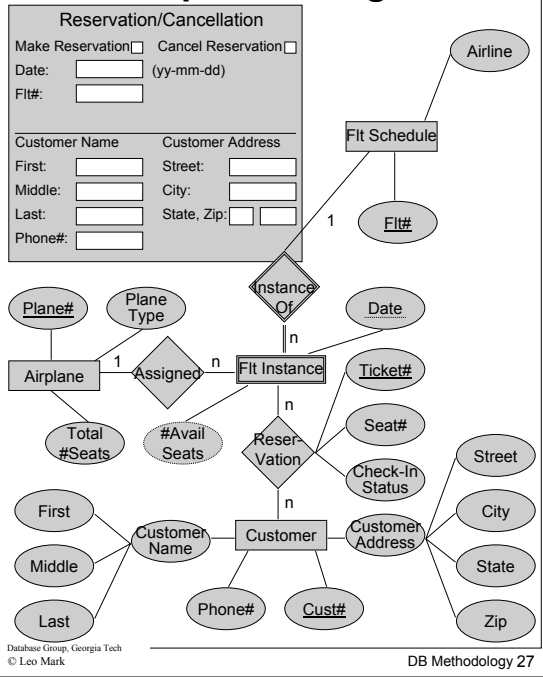 Reservation/Cancellation
Make Reservation Cancel Reservation
Date: (yy-mm-dd)
Flt#:
Customer Name Customer Address
First: Street:
Middle: City:
Last: State, Zip:
Phone#:
Airline
Flt Schedule
Flt#
1
Instance
Of
n
Date
Plane#
Plane
Type
Airplane
1
Assigned
n
Flt Instance
Total
#Seats
#Avail
Seats
n
Ticket#
Seat#
Check-In
Status
Reser-
Vation
n
First
Middle
Last
Customer
Name
Customer
Customer
Address
Street
City
State
Zip
Phone#
Cust#
Database Group, Georgia Tech
© Leo Mark
DB Methodology 27